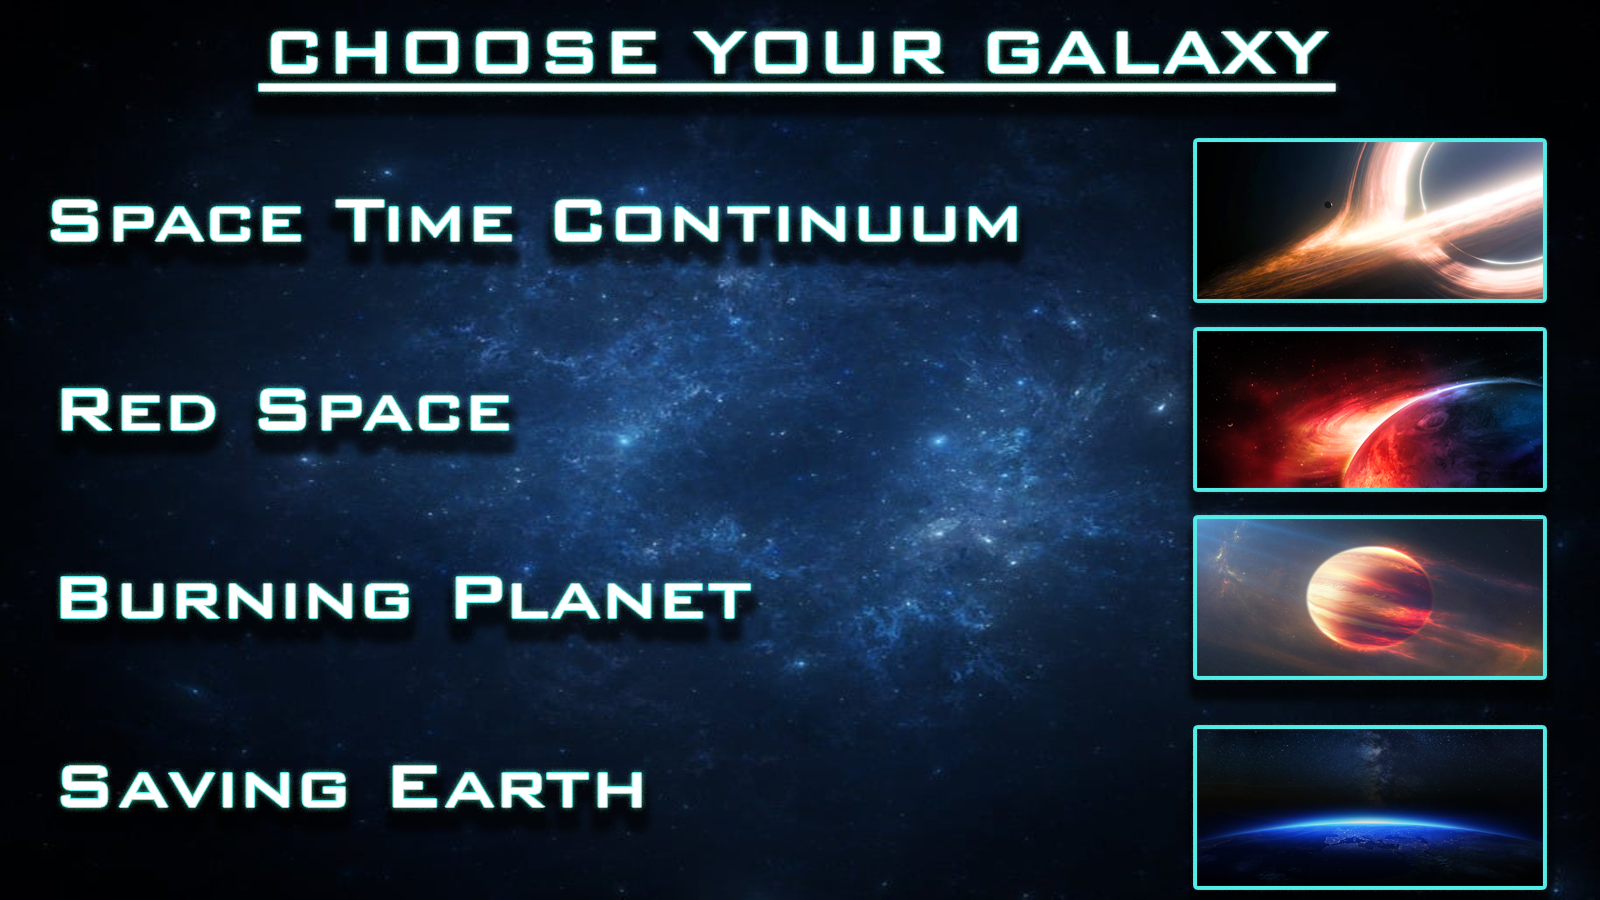 CHOOSE YOUR GALAXY
SPACE TIME CONTINUUM
RED SPACE
BURNING PLANET
SAVING EARTH